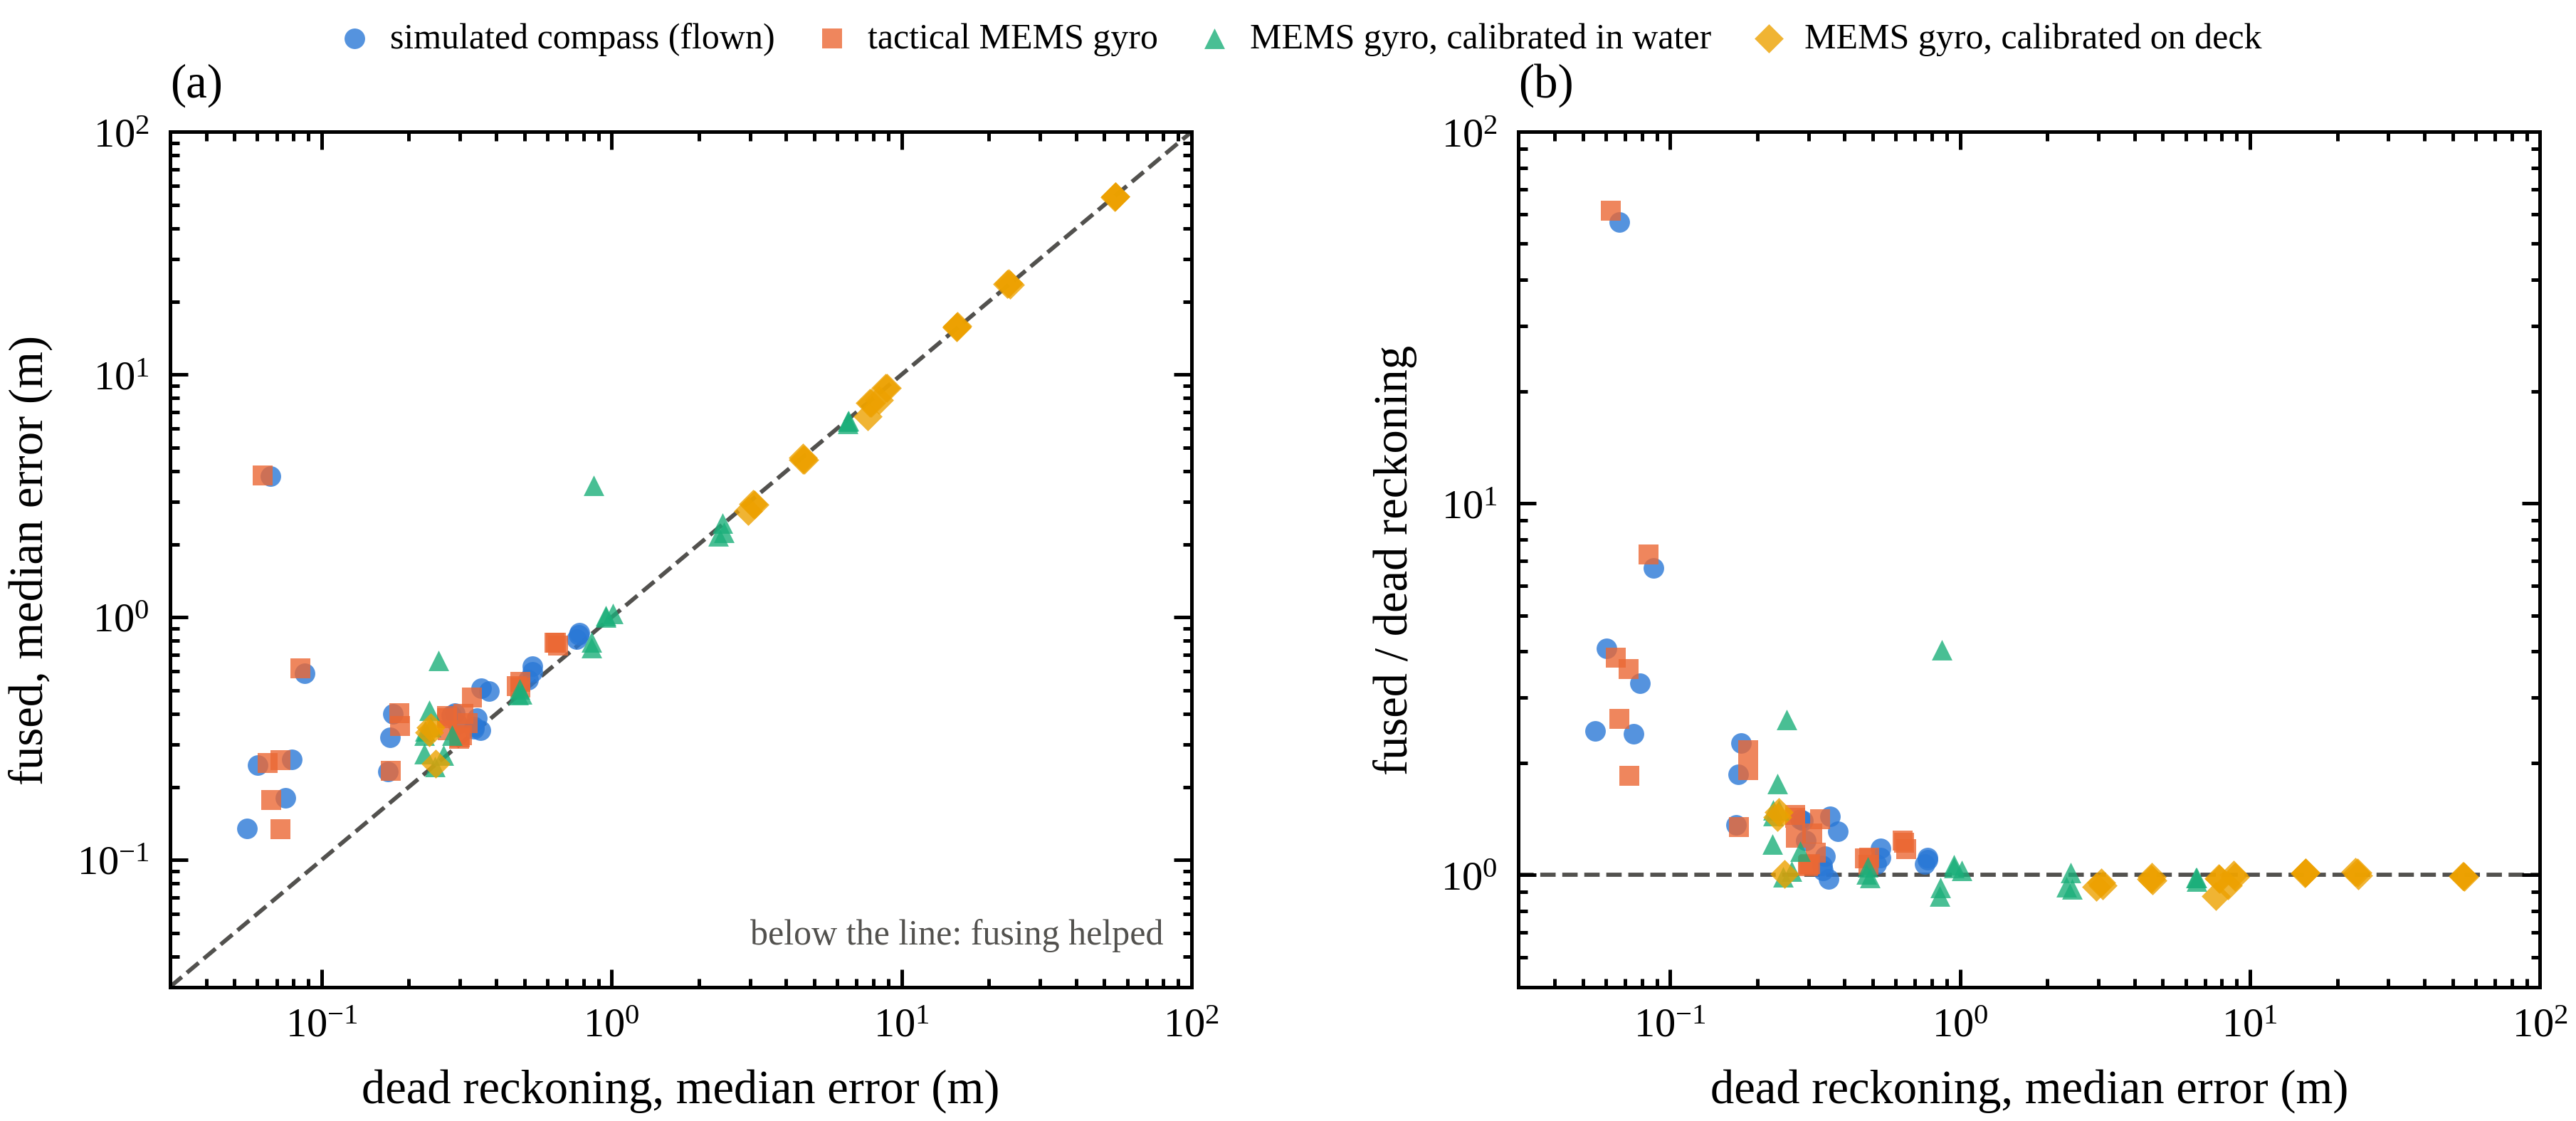 simulated compass (flown) tactical MEMS gyro MEMS gyro, calibrated in water MEMS gyro, calibrated on deck
(a)
10²
10¹
10⁰
10⁻¹
fused, median error (m)
below the line: fusing helped
10⁻¹ 10⁰ 10¹ 10²
dead reckoning, median error (m)
(b)
10²
10¹
10⁰
fused / dead reckoning
10⁻¹ 10⁰ 10¹ 10²
dead reckoning, median error (m)